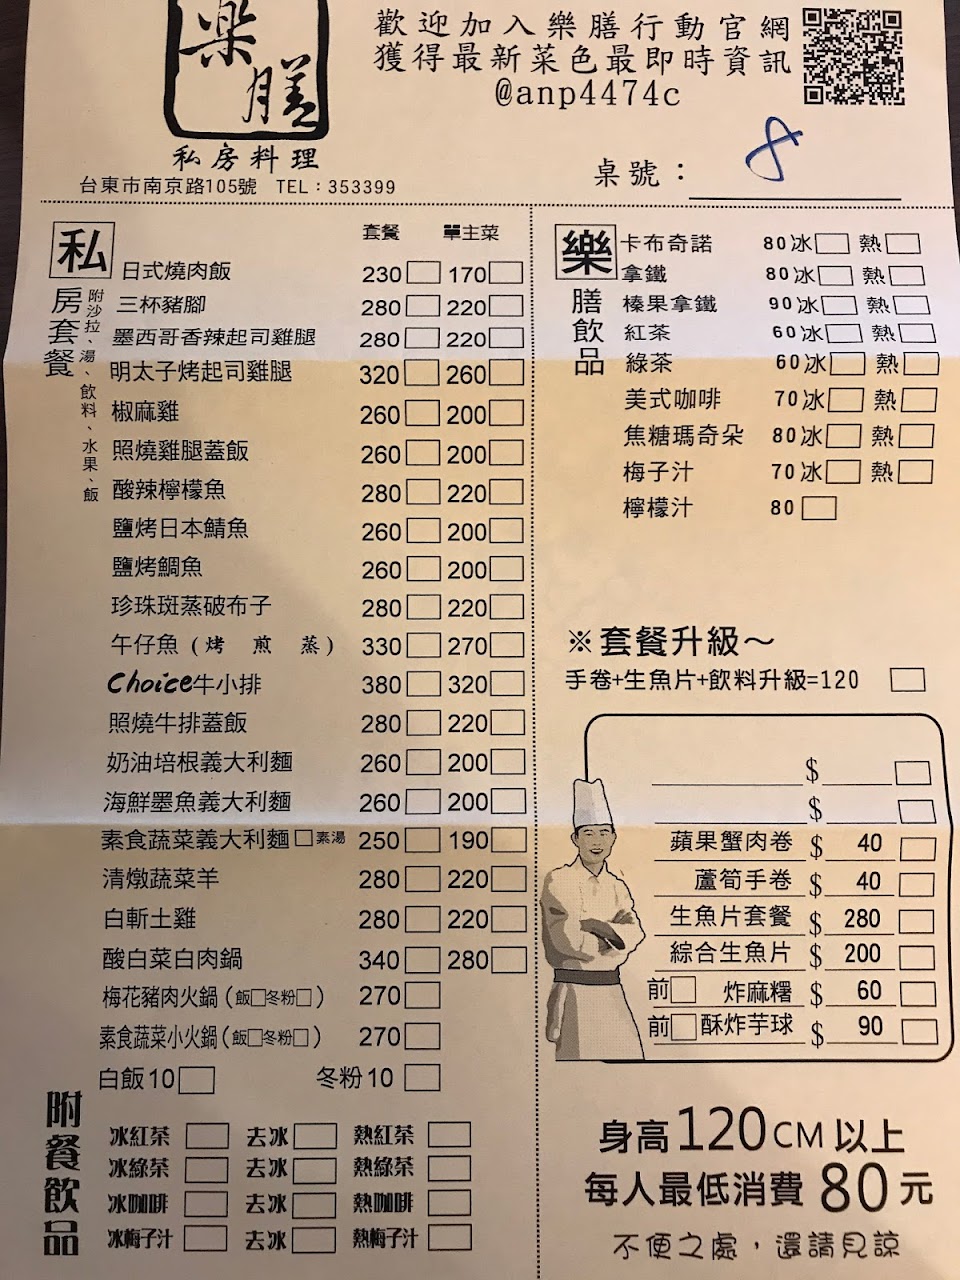 樂膳
私房料理
台東市南京路105號 TEL：353399
歡迎加入樂膳行動官網
獲得最新菜色最即時資訊
@anp4474c
桌號： 8
私房套餐
附沙拉、湯、飲料、水果、飯
套餐 單主菜
日式燒肉飯 230□ 170□
三杯豬腳 280□ 220□
墨西哥香辣起司雞腿 280□ 220□
明太子烤起司雞腿 320□ 260□
椒麻雞 260□ 200□
照燒雞腿蓋飯 260□ 200□
酸辣檸檬魚 280□ 220□
鹽烤日本鯖魚 260□ 200□
鹽烤鯛魚 260□ 200□
珍珠斑蒸破布子 280□ 220□
午仔魚(烤 煎 蒸) 330□ 270□
Choice牛小排 380□ 320□
照燒牛排蓋飯 280□ 220□
奶油培根義大利麵 260□ 200□
海鮮墨魚義大利麵 260□ 200□
素食蔬菜義大利麵□素湯 250□ 190□
清燉蔬菜羊 280□ 220□
白斬土雞 280□ 220□
酸白菜白肉鍋 340□ 280□
梅花豬肉火鍋(飯□冬粉□) 270□
素食蔬菜小火鍋(飯□冬粉□) 270□
白飯10□ 冬粉10□
附餐飲品
冰紅茶□ 去冰□ 熱紅茶□
冰綠茶□ 去冰□ 熱綠茶□
冰咖啡□ 去冰□ 熱咖啡□
冰梅子汁□ 去冰□ 熱梅子汁□
樂膳飲品
卡布奇諾 80冰□ 熱□
拿鐵 80冰□ 熱□
榛果拿鐵 90冰□ 熱□
紅茶 60冰□ 熱□
綠茶 60冰□ 熱□
美式咖啡 70冰□ 熱□
焦糖瑪奇朵 80冰□ 熱□
梅子汁 70冰□ 熱□
檸檬汁 80□
※套餐升級～
手卷+生魚片+飲料升級=120 □
$ □
$ □
蘋果蟹肉卷 $ 40 □
蘆筍手卷 $ 40 □
生魚片套餐 $ 280 □
綜合生魚片 $ 200 □
前□ 炸麻糬 $ 60 □
前□ 酥炸芋球 $ 90 □
身高120CM以上
每人最低消費80元
不便之處，還請見諒